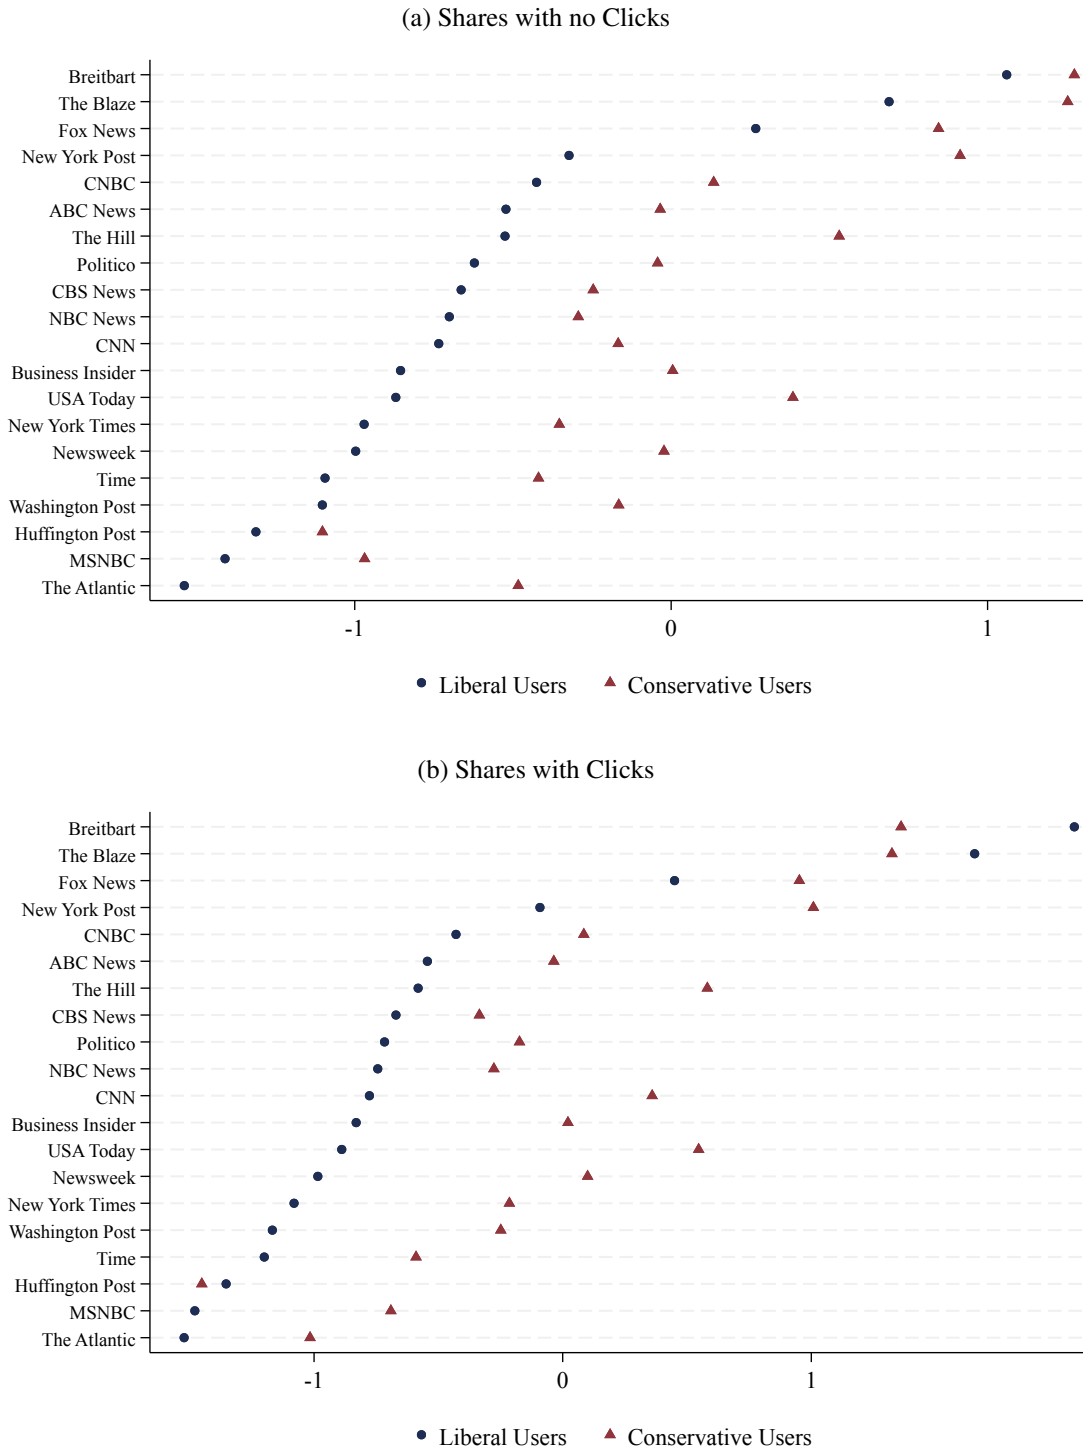 (a) Shares with no Clicks
Breitbart
The Blaze
Fox News
New York Post
CNBC
ABC News
The Hill
Politico
CBS News
NBC News
CNN
Business Insider
USA Today
New York Times
Newsweek
Time
Washington Post
Huffington Post
MSNBC
The Atlantic
-1 0 1
Liberal Users Conservative Users
(b) Shares with Clicks
Breitbart
The Blaze
Fox News
New York Post
CNBC
ABC News
The Hill
CBS News
Politico
NBC News
CNN
Business Insider
USA Today
Newsweek
New York Times
Washington Post
Time
Huffington Post
MSNBC
The Atlantic
-1 0 1
Liberal Users Conservative Users